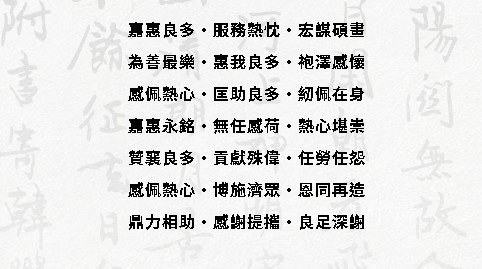 嘉惠良多・服務熱忱・宏謀碩畫
為善最樂・惠我良多・袍澤感懷
感佩熱心・匡助良多・紉佩在身
嘉惠永銘・無任感荷・熱心堪崇
贊襄良多・貢獻殊偉・任勞任怨
感佩熱心・博施濟眾・恩同再造
鼎力相助・感謝提攜・良足深謝